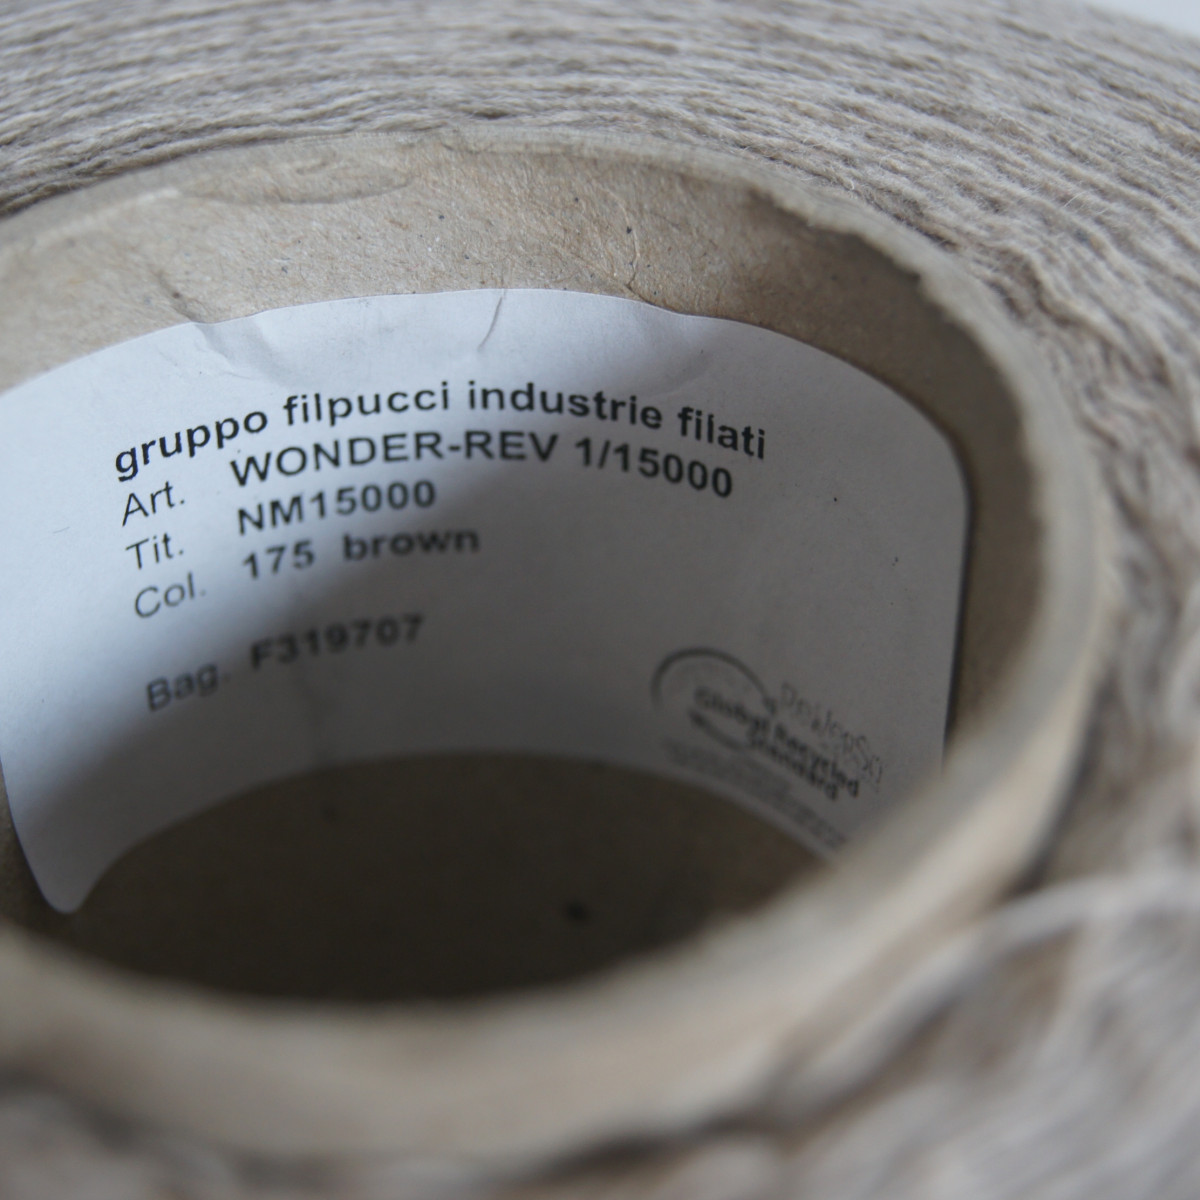 gruppo filpucci industrie filati
Art. WONDER-REV 1/15000
Tit. NM15000
Col. 175 brown
Bag. F319707
Global Recycled
Standard